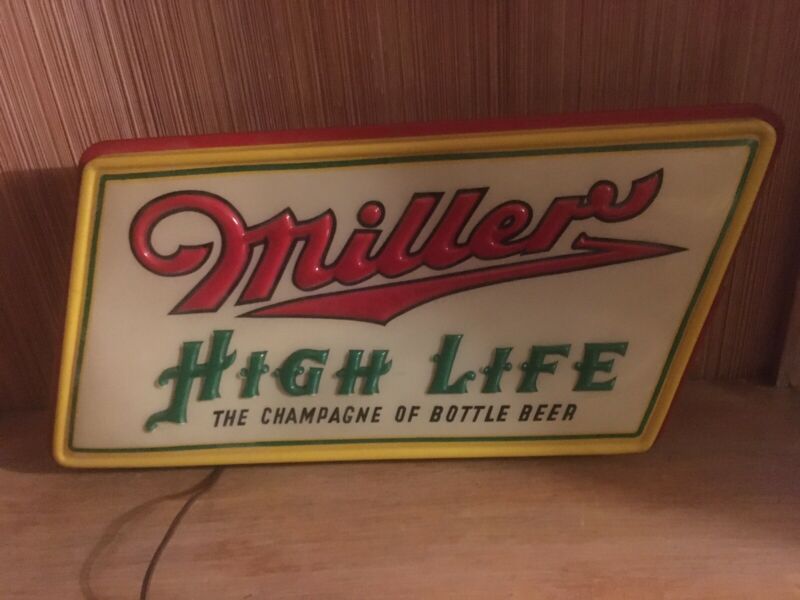 Miller
HIGH LIFE
THE CHAMPAGNE OF BOTTLE BEER